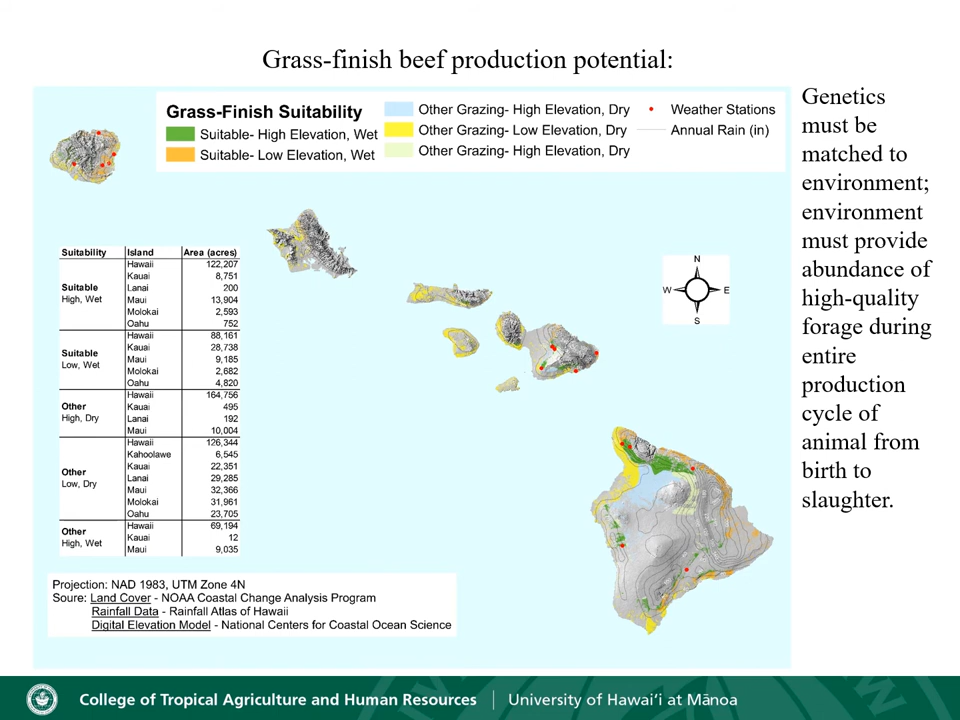 Grass-finish beef production potential:
Grass-Finish Suitability
Suitable- High Elevation, Wet
Suitable- Low Elevation, Wet
Other Grazing- High Elevation, Dry
Other Grazing- Low Elevation, Dry
Other Grazing- High Elevation, Dry
Weather Stations
Annual Rain (in)
Genetics
must be
matched to
environment;
environment
must provide
abundance of
high-quality
forage during
entire
production
cycle of
animal from
birth to
slaughter.
N
W E
S
Suitability Island Area (acres)
Suitable
High, Wet
Hawaii 122,207
Kauai 8,751
Lanai 200
Maui 13,904
Molokai 2,593
Oahu 752
Suitable
Low, Wet
Hawaii 88,161
Kauai 28,738
Maui 9,185
Molokai 2,682
Oahu 4,820
Other
High, Dry
Hawaii 164,756
Kauai 495
Lanai 192
Maui 10,004
Other
Low, Dry
Hawaii 126,344
Kahoolawe 6,545
Kauai 22,351
Lanai 29,285
Maui 32,366
Molokai 31,961
Oahu 23,705
Other
High, Wet
Hawaii 69,194
Kauai 12
Maui 9,035
Projection: NAD 1983, UTM Zone 4N
Soure: Land Cover - NOAA Coastal Change Analysis Program
Rainfall Data - Rainfall Atlas of Hawaii
Digital Elevation Model - National Centers for Coastal Ocean Science
College of Tropical Agriculture and Human Resources | University of Hawaiʻi at Mānoa